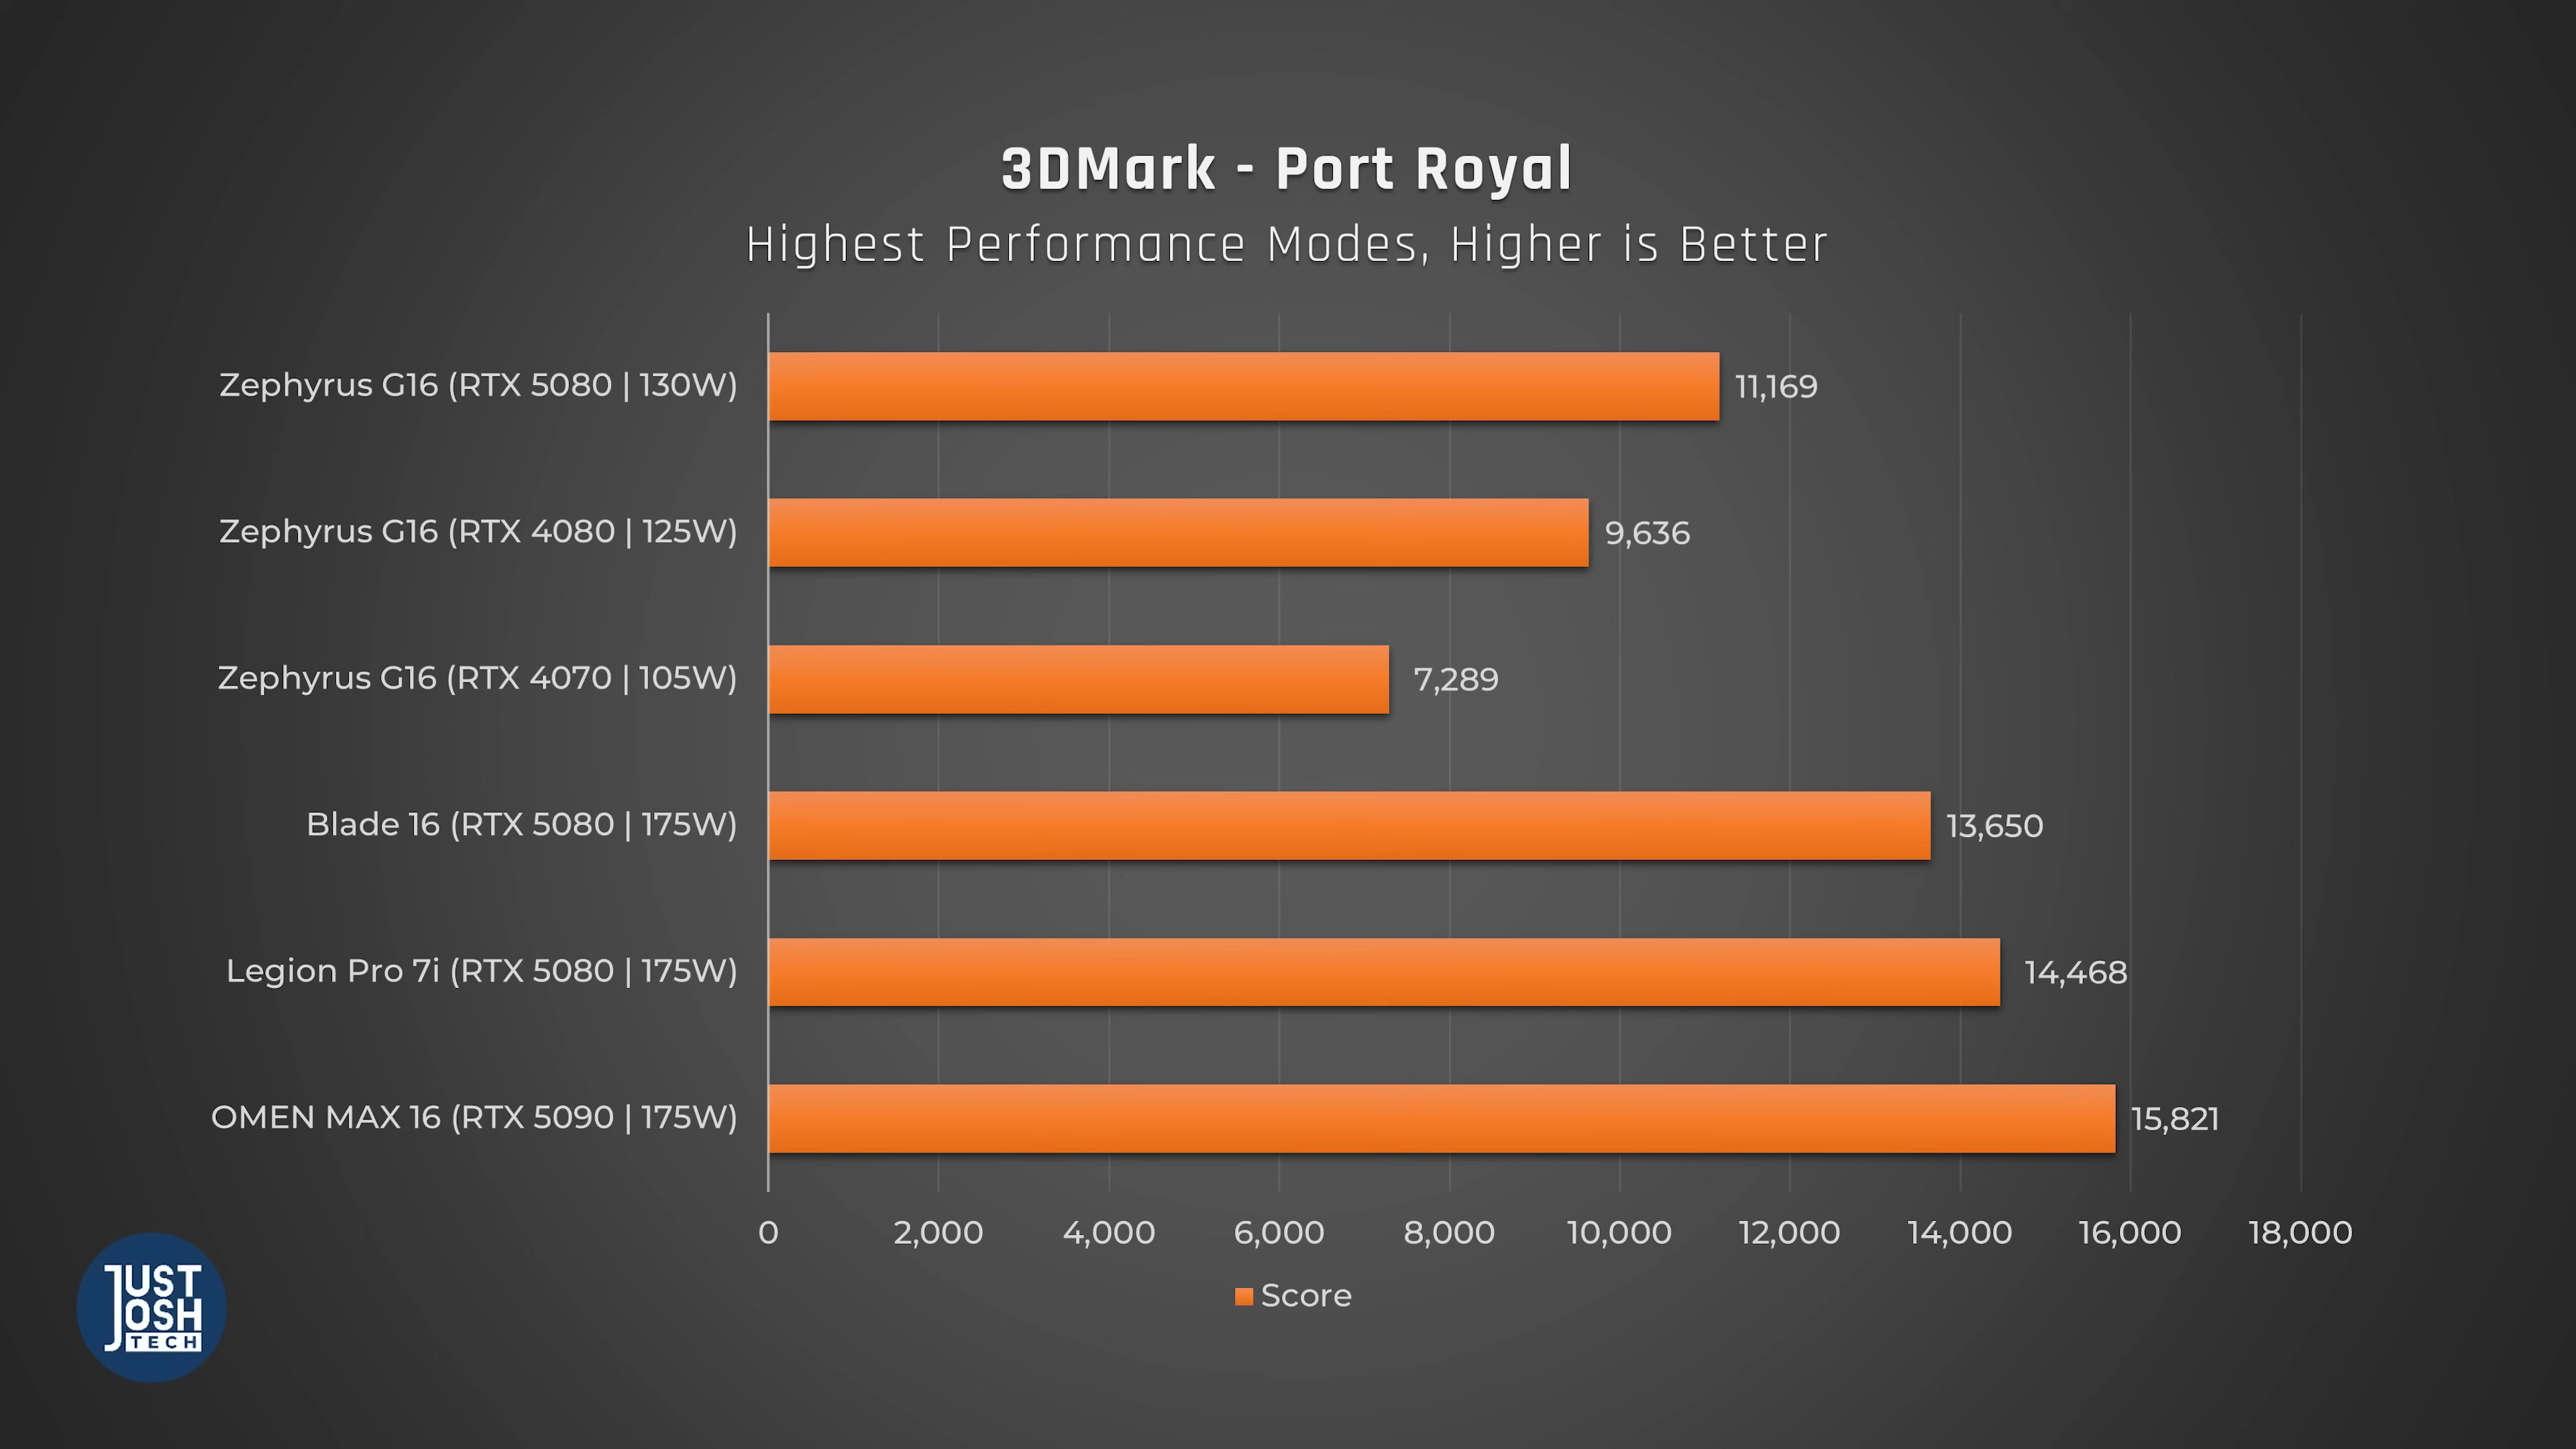 3DMark - Port Royal
Highest Performance Modes, Higher is Better
Zephyrus G16 (RTX 5080 | 130W)
11,169
Zephyrus G16 (RTX 4080 | 125W)
9,636
Zephyrus G16 (RTX 4070 | 105W)
7,289
Blade 16 (RTX 5080 | 175W)
13,650
Legion Pro 7i (RTX 5080 | 175W)
14,468
OMEN MAX 16 (RTX 5090 | 175W)
15,821
0 2,000 4,000 6,000 8,000 10,000 12,000 14,000 16,000 18,000
Score
JUST
JOSH
TECH